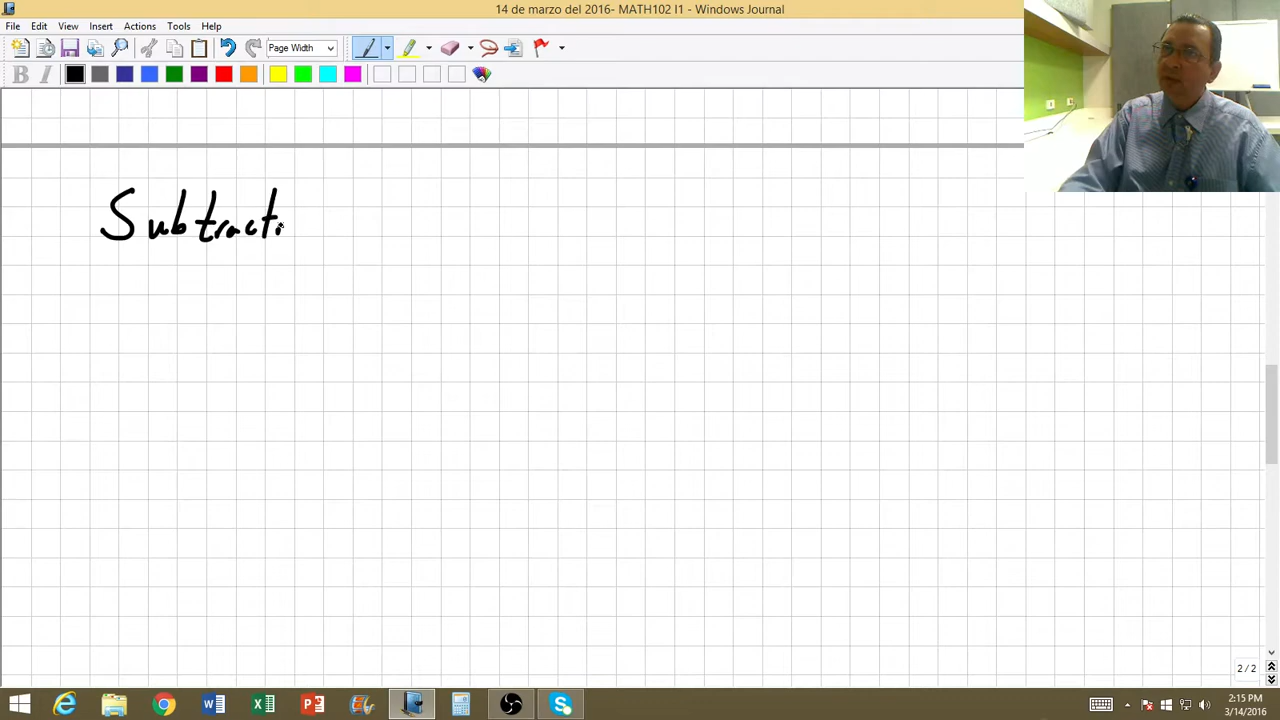 14 de marzo del 2016- MATH102 I1 - Windows Journal
File Edit View Insert Actions Tools Help
Page Width
B I
Subtracti
2 / 2
2:15 PM
3/14/2016